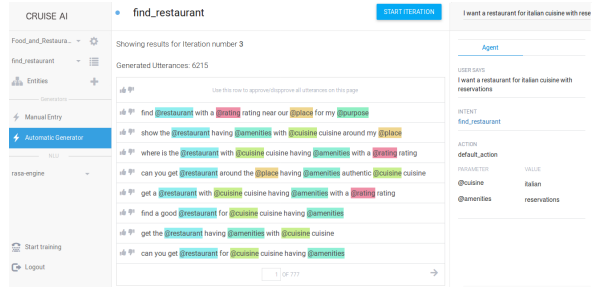 CRUISE AI
find_restaurant
START ITERATION
I want a restaurant for italian cuisine with rese
Food_and_Restaura...
find_restaurant
Entities
Generators
Manual Entry
Automatic Generator
rasa-engine
Start training
Logout
Showing results for Iteration number 3
Generated Utterances: 6215
Use this row to approve/disapprove all utterances on this page
find @restaurant with a @rating rating near our @place for my @purpose
show the @restaurant having @amenities with @cuisine cuisine around my @place
where is the @restaurant with @cuisine cuisine having @amenities with a @rating rating
can you get @restaurant around the @place having @amenities authentic @cuisine cuisine
get a @restaurant with @cuisine cuisine having @amenities with a @rating rating
find a good @restaurant for @cuisine cuisine having @amenities
get the @restaurant having @amenities with @cuisine cuisine
can you get @restaurant for @cuisine cuisine having @amenities
1 OF 777
Agent
USER SAYS
I want a restaurant for italian cuisine with
reservations
INTENT
find_restaurant
ACTION
default_action
PARAMETER VALUE
@cuisine italian
@amenities reservations